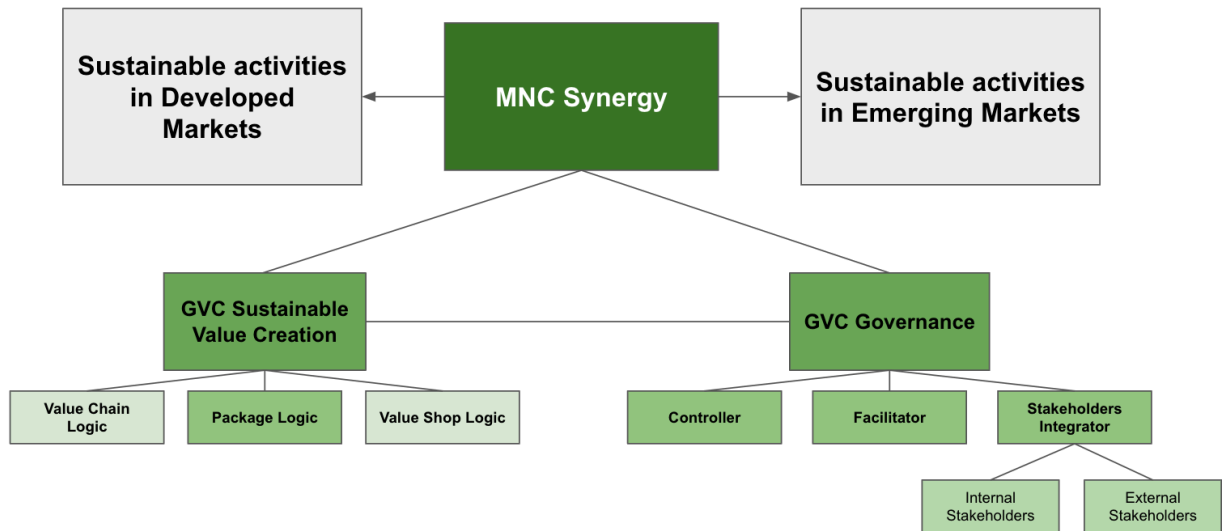 Sustainable activities
in Developed
Markets
MNC Synergy
Sustainable activities
in Emerging Markets
GVC Sustainable
Value Creation
GVC Governance
Value Chain
Logic
Package Logic
Value Shop Logic
Controller
Facilitator
Stakeholders
Integrator
Internal
Stakeholders
External
Stakeholders